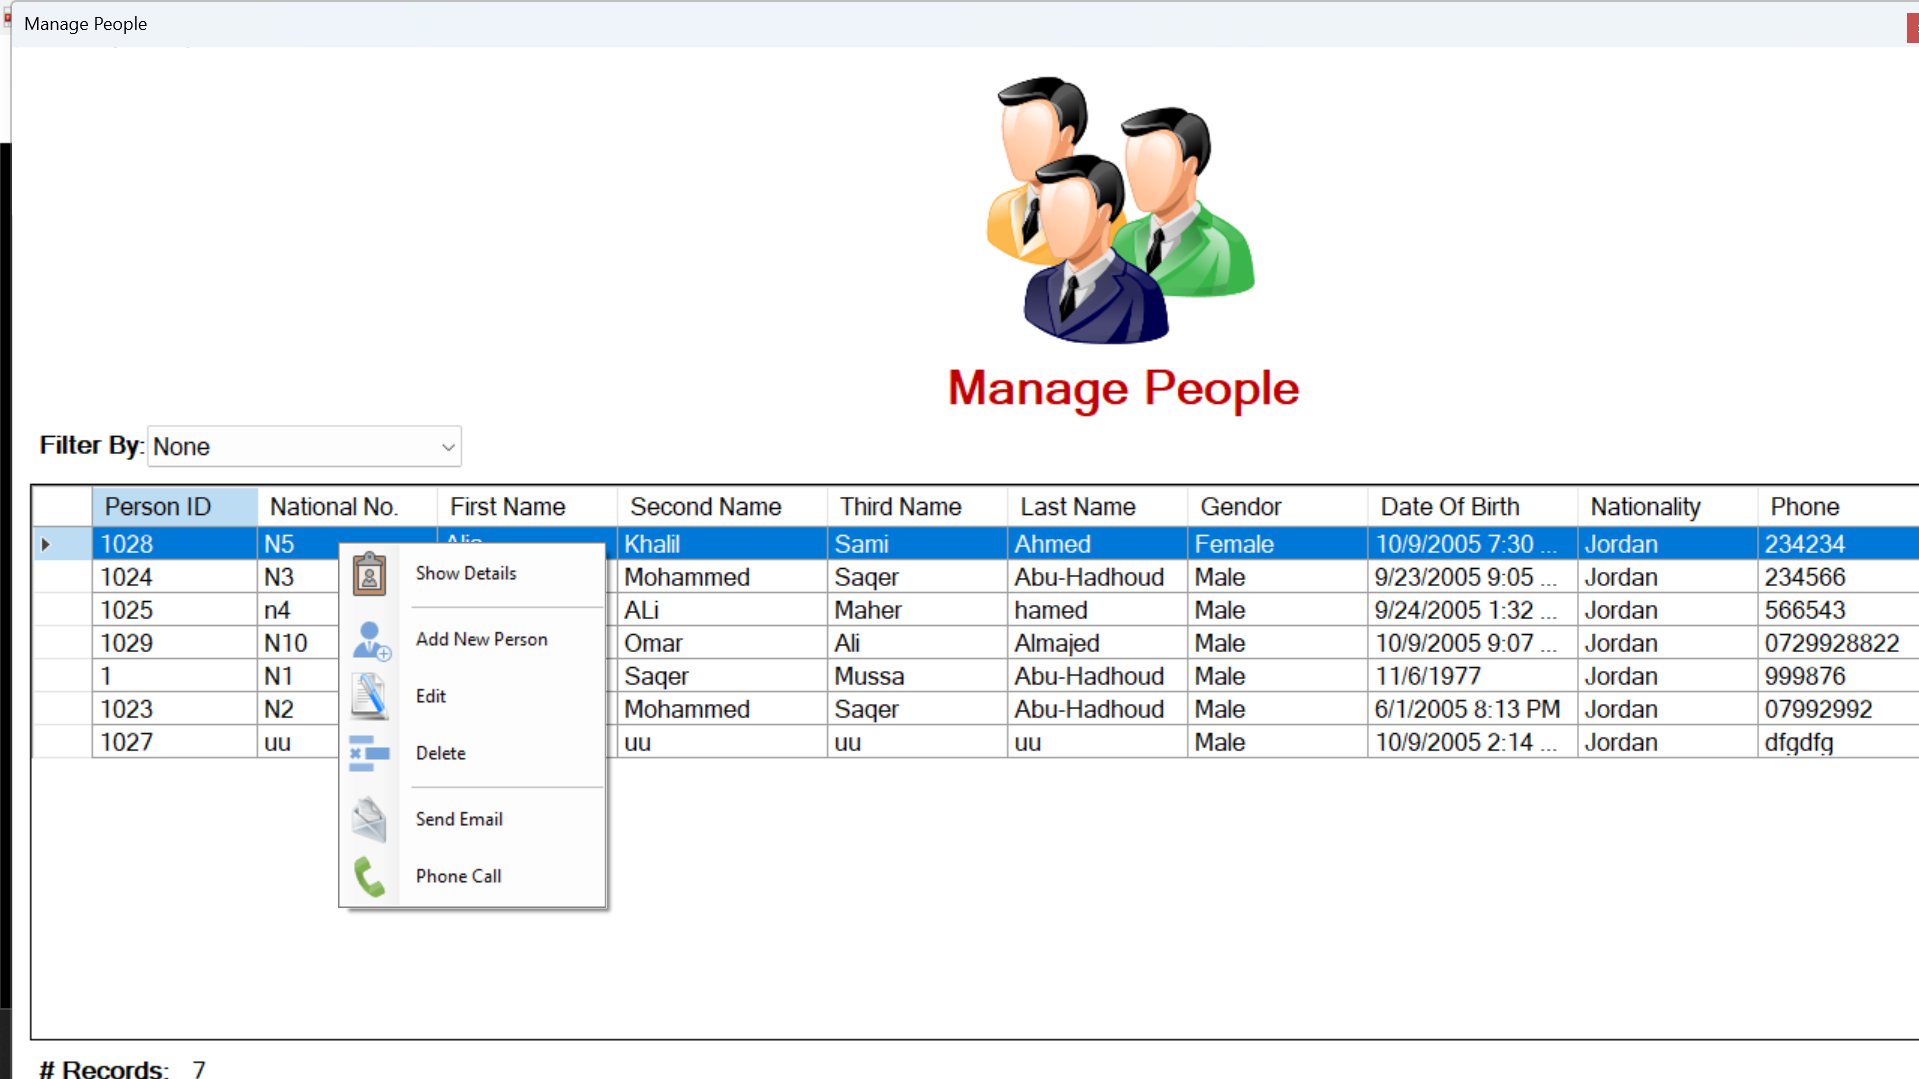 Manage People
Manage People
Filter By: None
Person ID National No. First Name Second Name Third Name Last Name Gendor Date Of Birth Nationality Phone
1028 N5 Khalil Sami Ahmed Female 10/9/2005 7:30 ... Jordan 234234
Show Details
1024 N3 Mohammed Saqer Abu-Hadhoud Male 9/23/2005 9:05 ... Jordan 234566
1025 n4 ALi Maher hamed Male 9/24/2005 1:32 ... Jordan 566543
Add New Person
1029 N10 Omar Ali Almajed Male 10/9/2005 9:07 ... Jordan 0729928822
1 N1 Saqer Mussa Abu-Hadhoud Male 11/6/1977 Jordan 999876
Edit
1023 N2 Mohammed Saqer Abu-Hadhoud Male 6/1/2005 8:13 PM Jordan 07992992
1027 uu uu uu uu Male 10/9/2005 2:14 ... Jordan dfgdfg
Delete
Send Email
Phone Call
# Records: 7